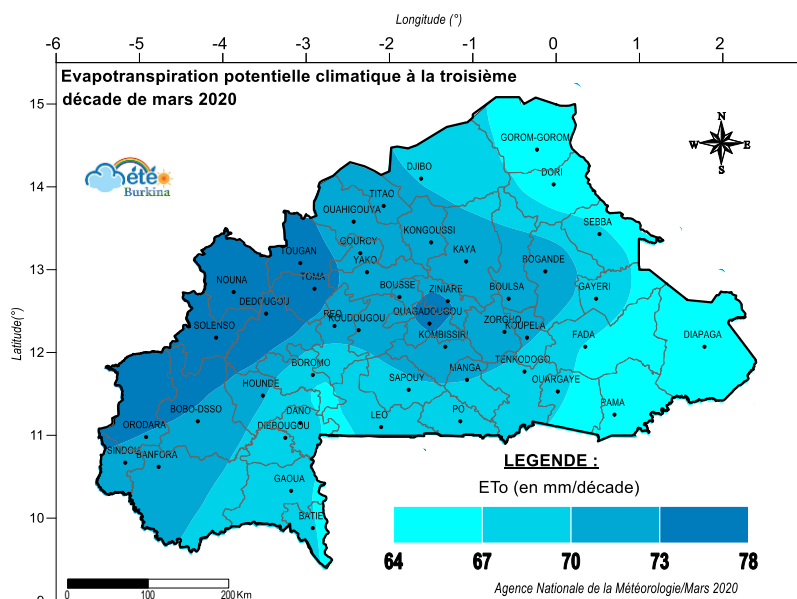 Longitude (°)
-6 -5 -4 -3 -2 -1 0 1 2
Evapotranspiration potentielle climatique à la troisième
décade de mars 2020
15
N
W E
S
GOROM-GOROM
météo
Burkina
DJIBO
DORI
14
TITAO
OUAHIGOUYA
SEBBA
KONGOUSSI
GOURCY
KAYA
TOUGAN
YAKO
BOGANDE
13
TOMA
NOUNA
BOUSSE
ZINIARE
BOULSA
GAYERI
DEDOUGOU
OUAGADOUGOU
REO
KOUDOUGOU
ZORGHO
KOUPELA
SOLENSO
KOMBISSIRI
FADA
DIAPAGA
Latitude(°)
12
BOROMO
TENKODOGO
MANGA
HOUNDE
SAPOUY
OUARGAYE
BOBO-DSSO
DANO
LEO
PO
PAMA
ORODARA
DIEBOUGOU
11
SINDOU
BANFORA
LEGENDE :
GAOUA
ETo (en mm/décade)
10
BATIE
64 67 70 73 78
0 100 200 Km
Agence Nationale de la Météorologie/Mars 2020